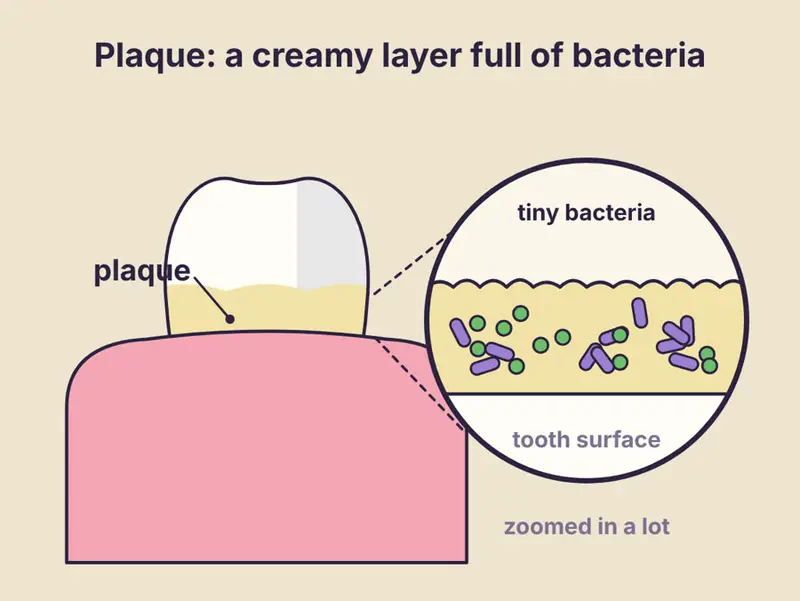 Plaque: a creamy layer full of bacteria
tiny bacteria
plaque
tooth surface
zoomed in a lot